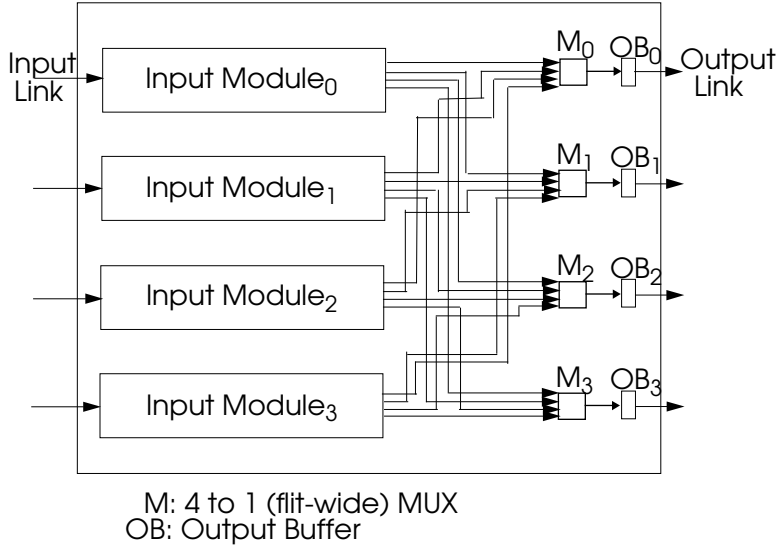 Input Link
Input Module0
M0
OB0
Output Link
Input Module1
M1
OB1
Input Module2
M2
OB2
Input Module3
M3
OB3
M: 4 to 1 (flit-wide) MUX
OB: Output Buffer